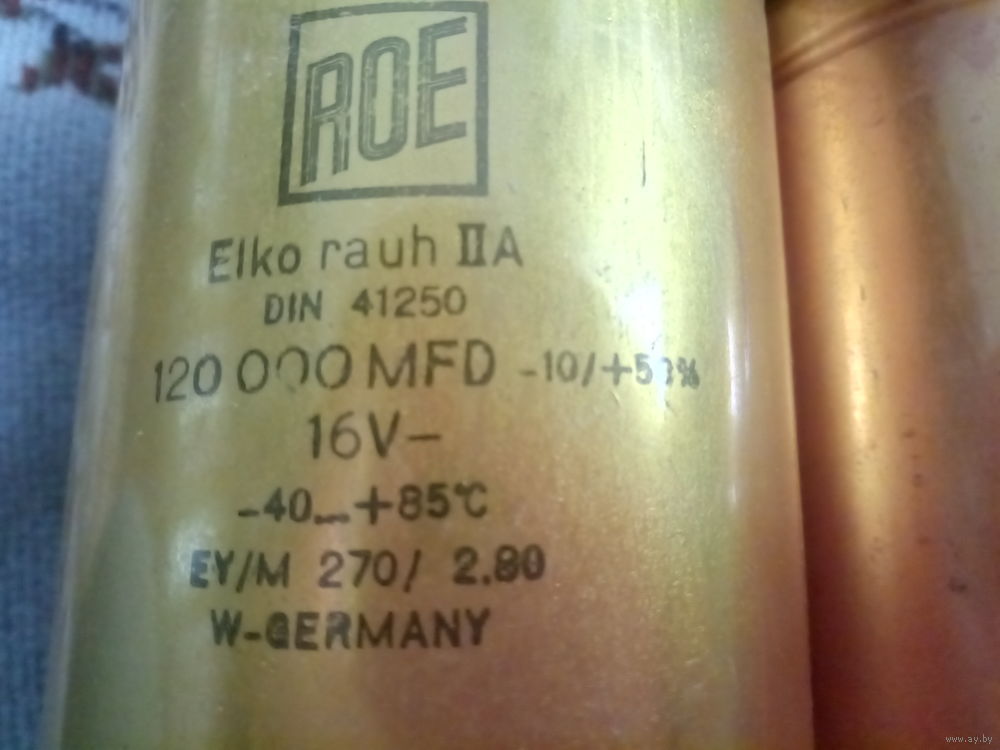 ROE
Elko rauh IIA
DIN 41250
120 000 MFD -10/+50%
16V–
-40...+85°C
EY/M 270/ 2.80
W-GERMANY
www.ay.by